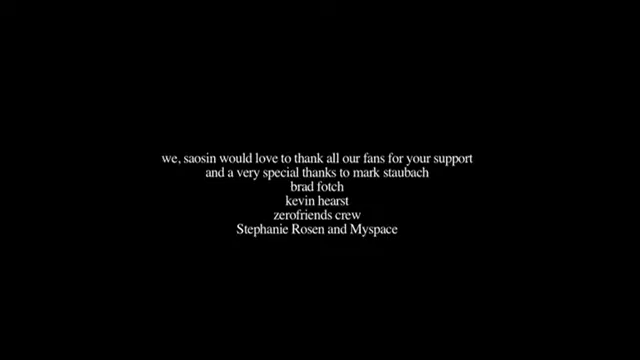 we, saosin would love to thank all our fans for your support
and a very special thanks to mark staubach
brad fotch
kevin hearst
zerofriends crew
Stephanie Rosen and Myspace